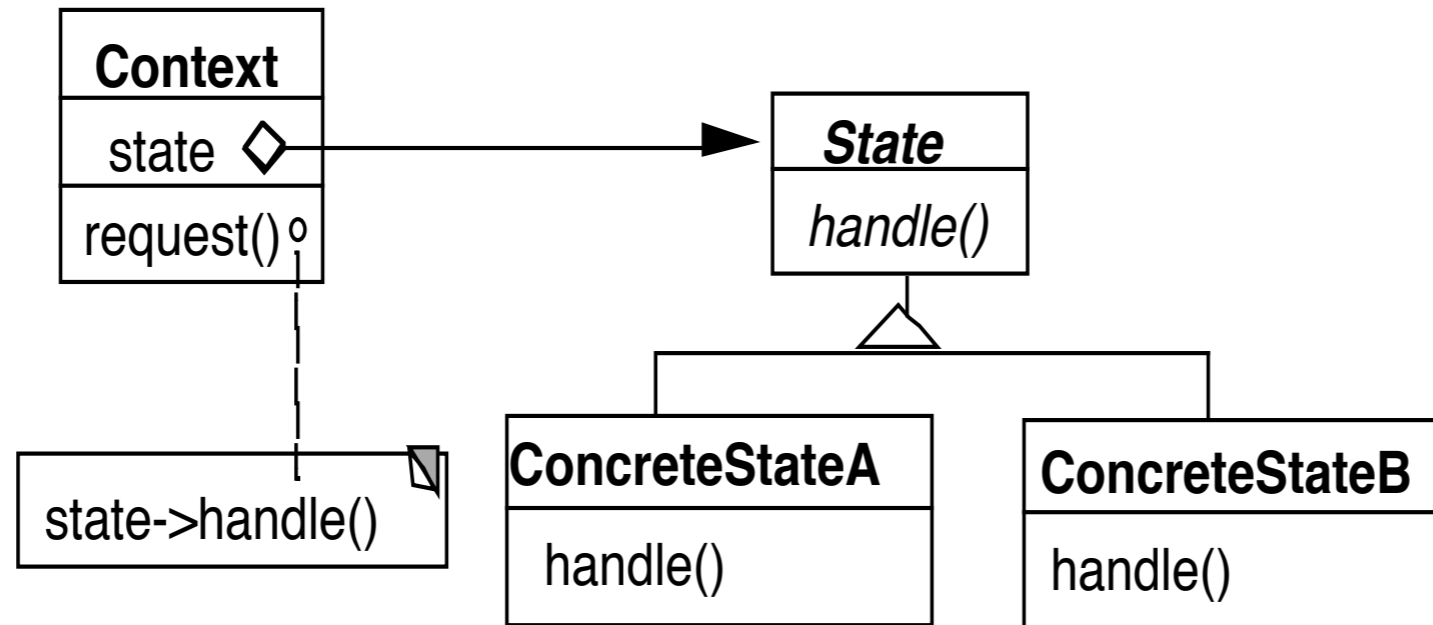 Context
state
request()
state->handle()
State
handle()
ConcreteStateA
handle()
ConcreteStateB
handle()